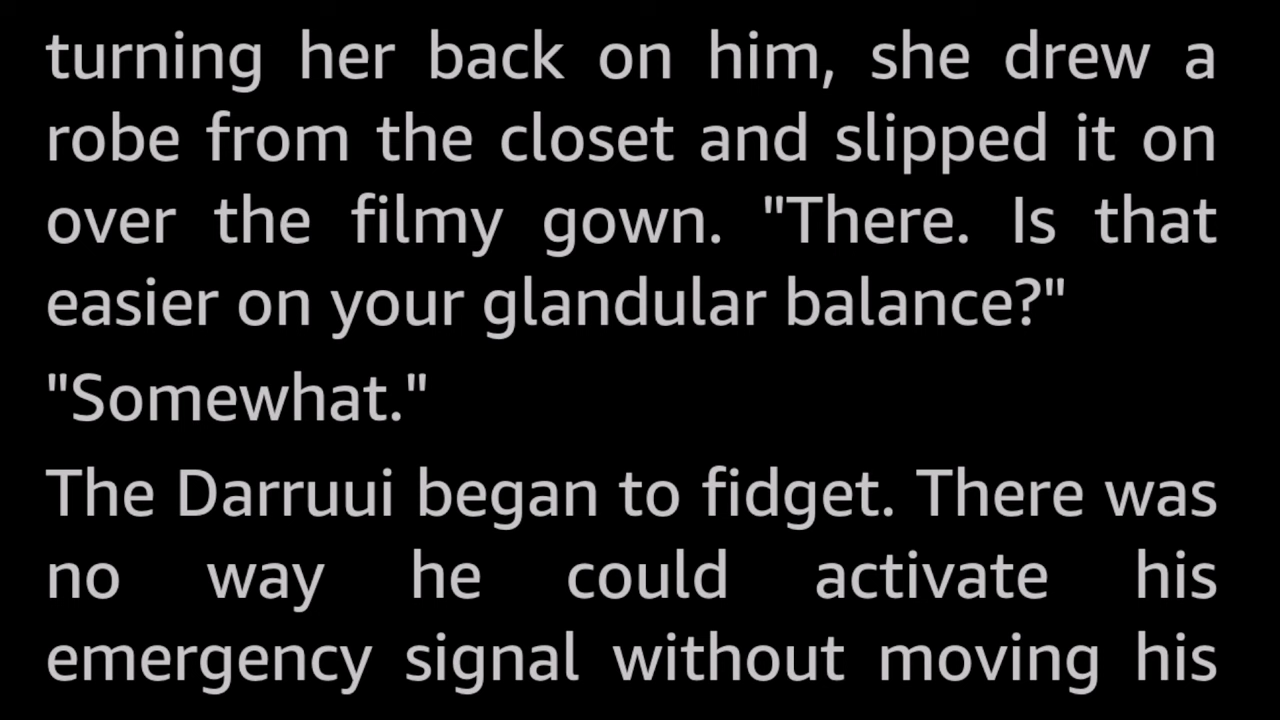 turning her back on him, she drew a
robe from the closet and slipped it on
over the filmy gown. "There. Is that
easier on your glandular balance?"
"Somewhat."
The Darruui began to fidget. There was
no way he could activate his
emergency signal without moving his